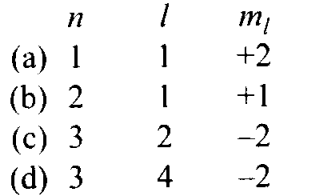 n l m_l
(a) 1 1 +2
(b) 2 1 +1
(c) 3 2 –2
(d) 3 4 –2